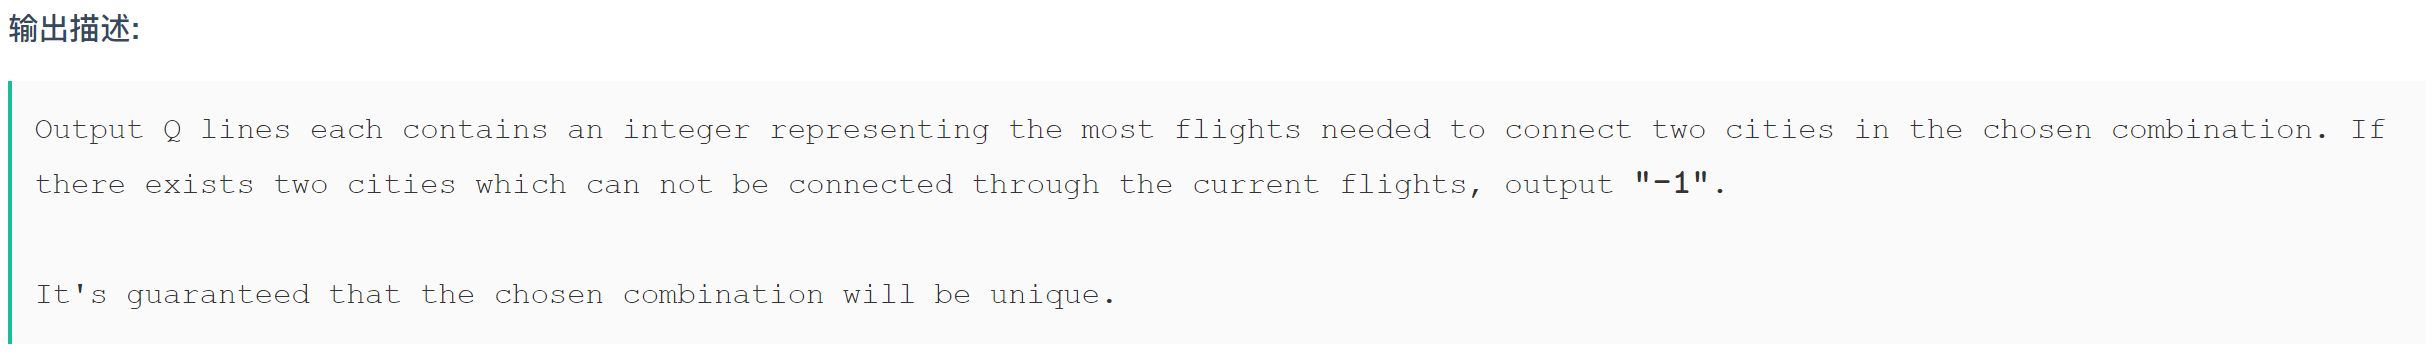 输出描述:
Output Q lines each contains an integer representing the most flights needed to connect two cities in the chosen combination. If
there exists two cities which can not be connected through the current flights, output "-1".
It's guaranteed that the chosen combination will be unique.